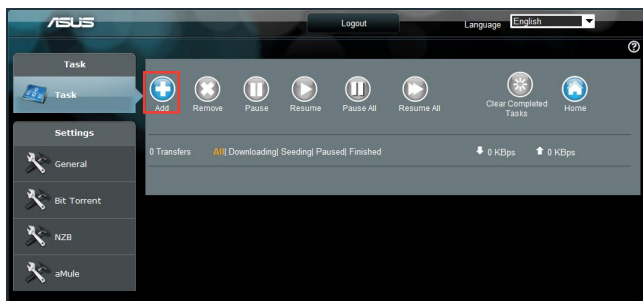 ASUS
Logout
Language English
Task
Task
Add Remove Pause Resume Pause All Resume All Clear Completed Tasks Home
0 Transfers All| Downloading| Seeding| Paused| Finished 0 KBps 0 KBps
Settings
General
Bit Torrent
NZB
aMule